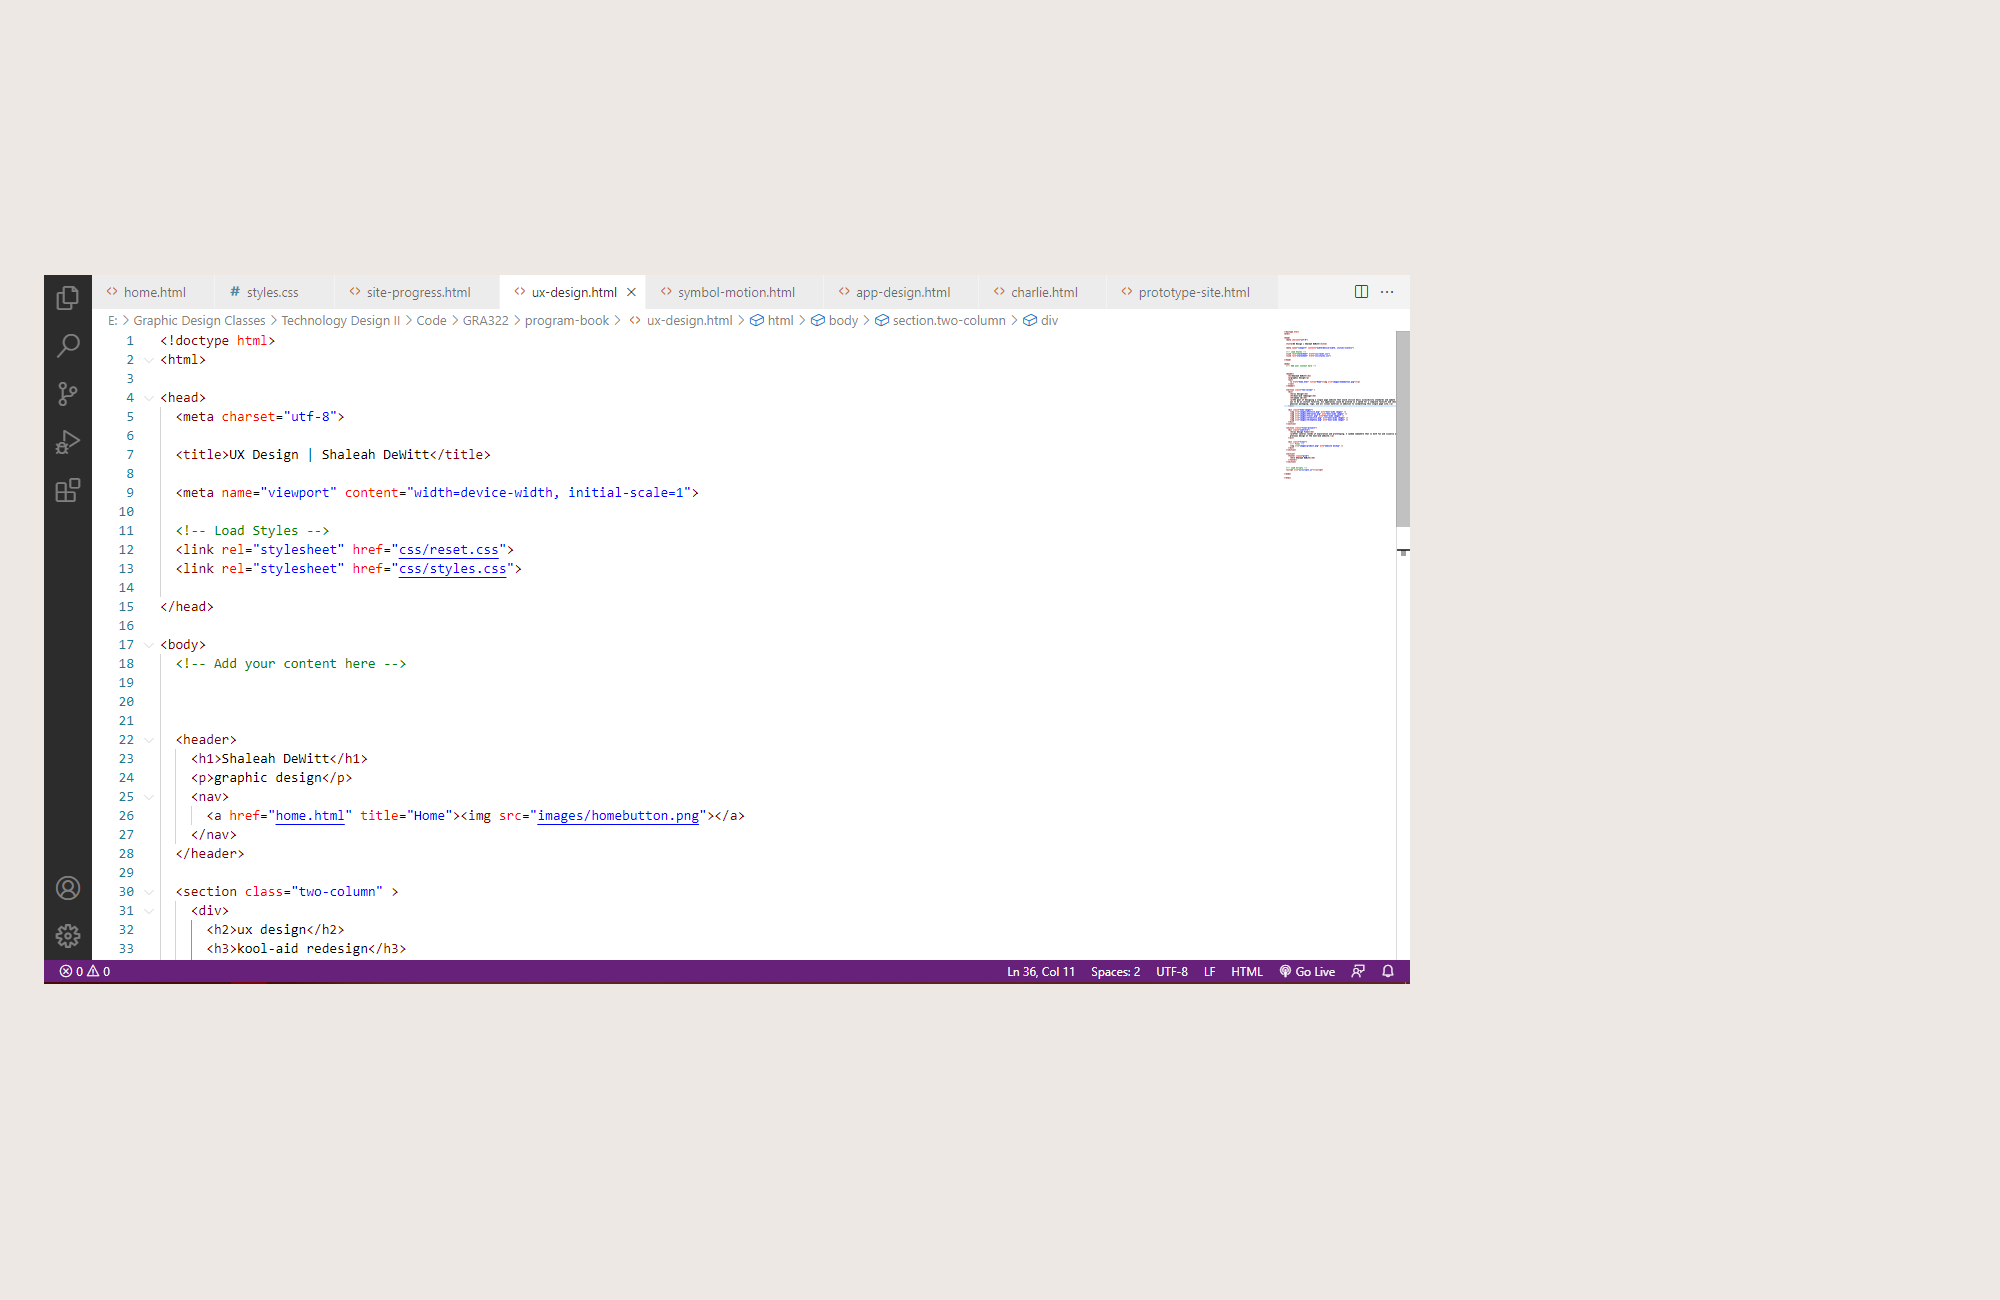 home.html # styles.css site-progress.html ux-design.html symbol-motion.html app-design.html charlie.html prototype-site.html
E: > Graphic Design Classes > Technology Design II > Code > GRA322 > program-book > ux-design.html > html > body > section.two-column > div
1 <!doctype html>
2 <html>
3
4 <head>
5 <meta charset="utf-8">
6
7 <title>UX Design | Shaleah DeWitt</title>
8
9 <meta name="viewport" content="width=device-width, initial-scale=1">
10
11 <!-- Load Styles -->
12 <link rel="stylesheet" href="css/reset.css">
13 <link rel="stylesheet" href="css/styles.css">
14
15 </head>
16
17 <body>
18 <!-- Add your content here -->
19
20
21
22 <header>
23 <h1>Shaleah DeWitt</h1>
24 <p>graphic design</p>
25 <nav>
26 <a href="home.html" title="Home"><img src="images/homebutton.png"></a>
27 </nav>
28 </header>
29
30 <section class="two-column" >
31 <div>
32 <h2>ux design</h2>
33 <h3>kool-aid redesign</h3>
0 0 Ln 36, Col 11 Spaces: 2 UTF-8 LF HTML Go Live